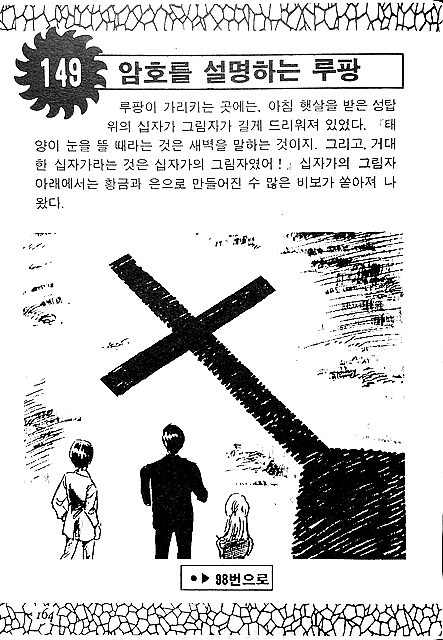 149 암호를 설명하는 루팡
루팡이 가리키는 곳에는, 아침 햇살을 받은 성탑
위의 십자가 그림자가 길게 드리워져 있었다. 『태
양이 눈을 뜰 때라는 것은 새벽을 말하는 것이지. 그리고, 거대
한 십자가라는 것은 십자가의 그림자였어!』 십자가의 그림자
아래에서는 황금과 은으로 만들어진 수 많은 비보가 쏟아져 나
왔다.
●▶ 98번으로
164